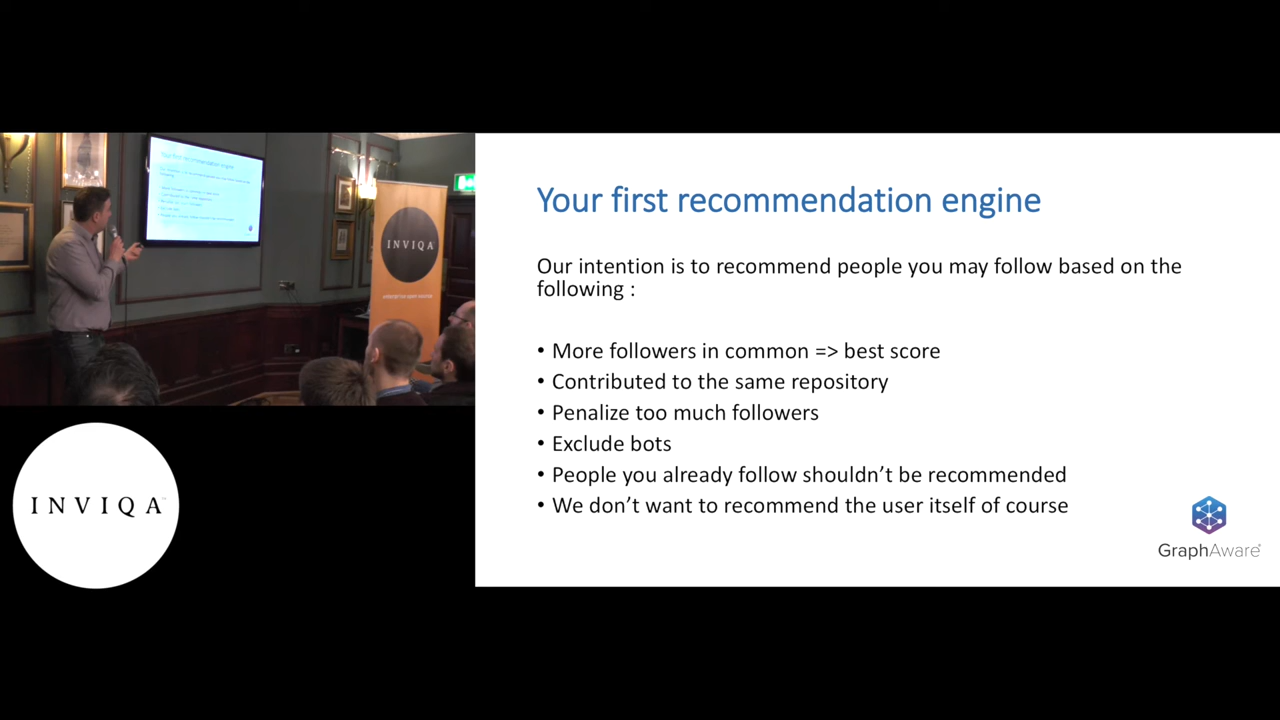 INVIQA
INVIQA™
Your first recommendation engine
Our intention is to recommend people you may follow based on the
following :
• More followers in common => best score
• Contributed to the same repository
• Penalize too much followers
• Exclude bots
• People you already follow shouldn’t be recommended
• We don’t want to recommend the user itself of course
GraphAware®